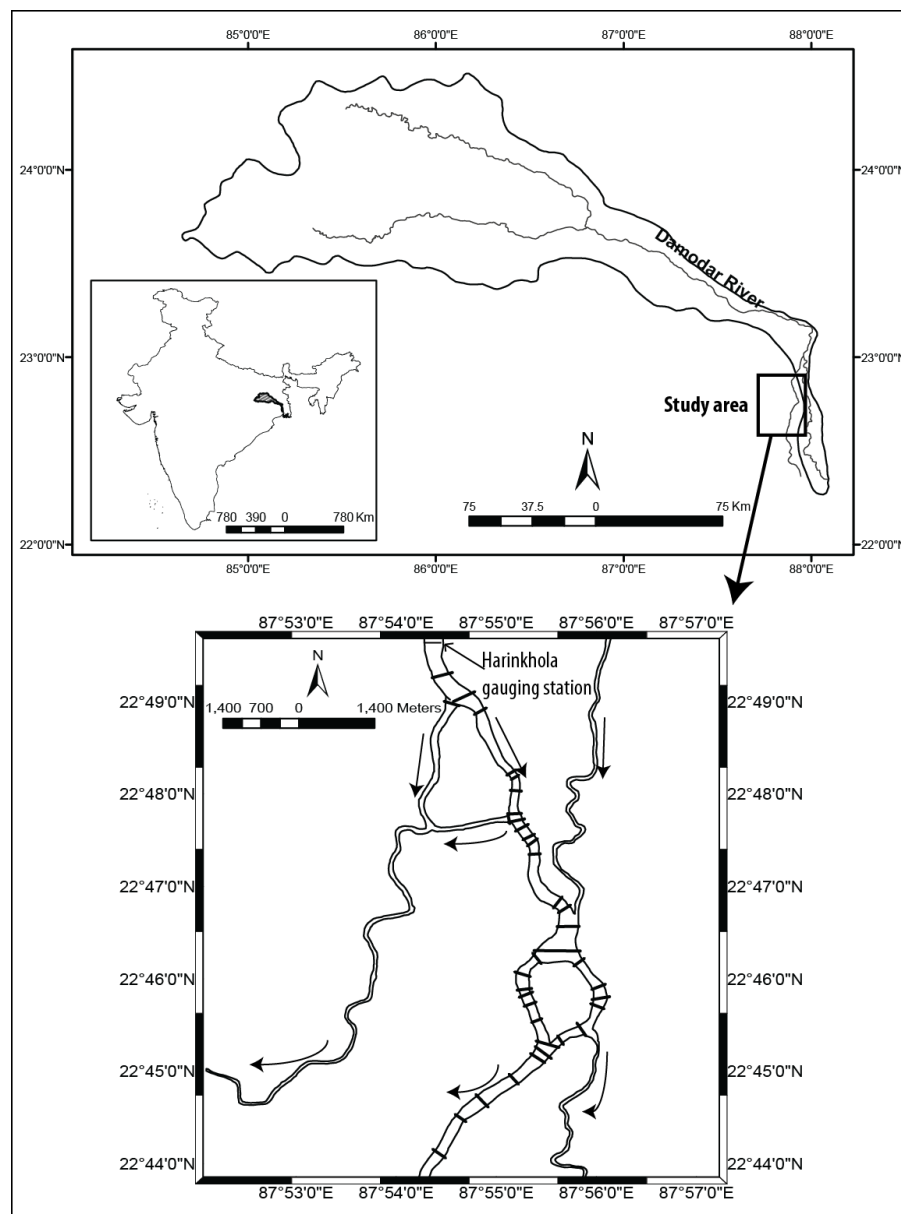 85°0'0"E 86°0'0"E 87°0'0"E 88°0'0"E
24°0'0"N 24°0'0"N
Damodar River
23°0'0"N 23°0'0"N
Study area
N
75 37.5 0 75 Km
780 390 0 780 Km
22°0'0"N 22°0'0"N
85°0'0"E 86°0'0"E 87°0'0"E 88°0'0"E
87°53'0"E 87°54'0"E 87°55'0"E 87°56'0"E 87°57'0"E
N
Harinkhola
gauging station
1,400 700 0 1,400 Meters
22°49'0"N 22°49'0"N
22°48'0"N 22°48'0"N
22°47'0"N 22°47'0"N
22°46'0"N 22°46'0"N
22°45'0"N 22°45'0"N
22°44'0"N 22°44'0"N
87°53'0"E 87°54'0"E 87°55'0"E 87°56'0"E 87°57'0"E